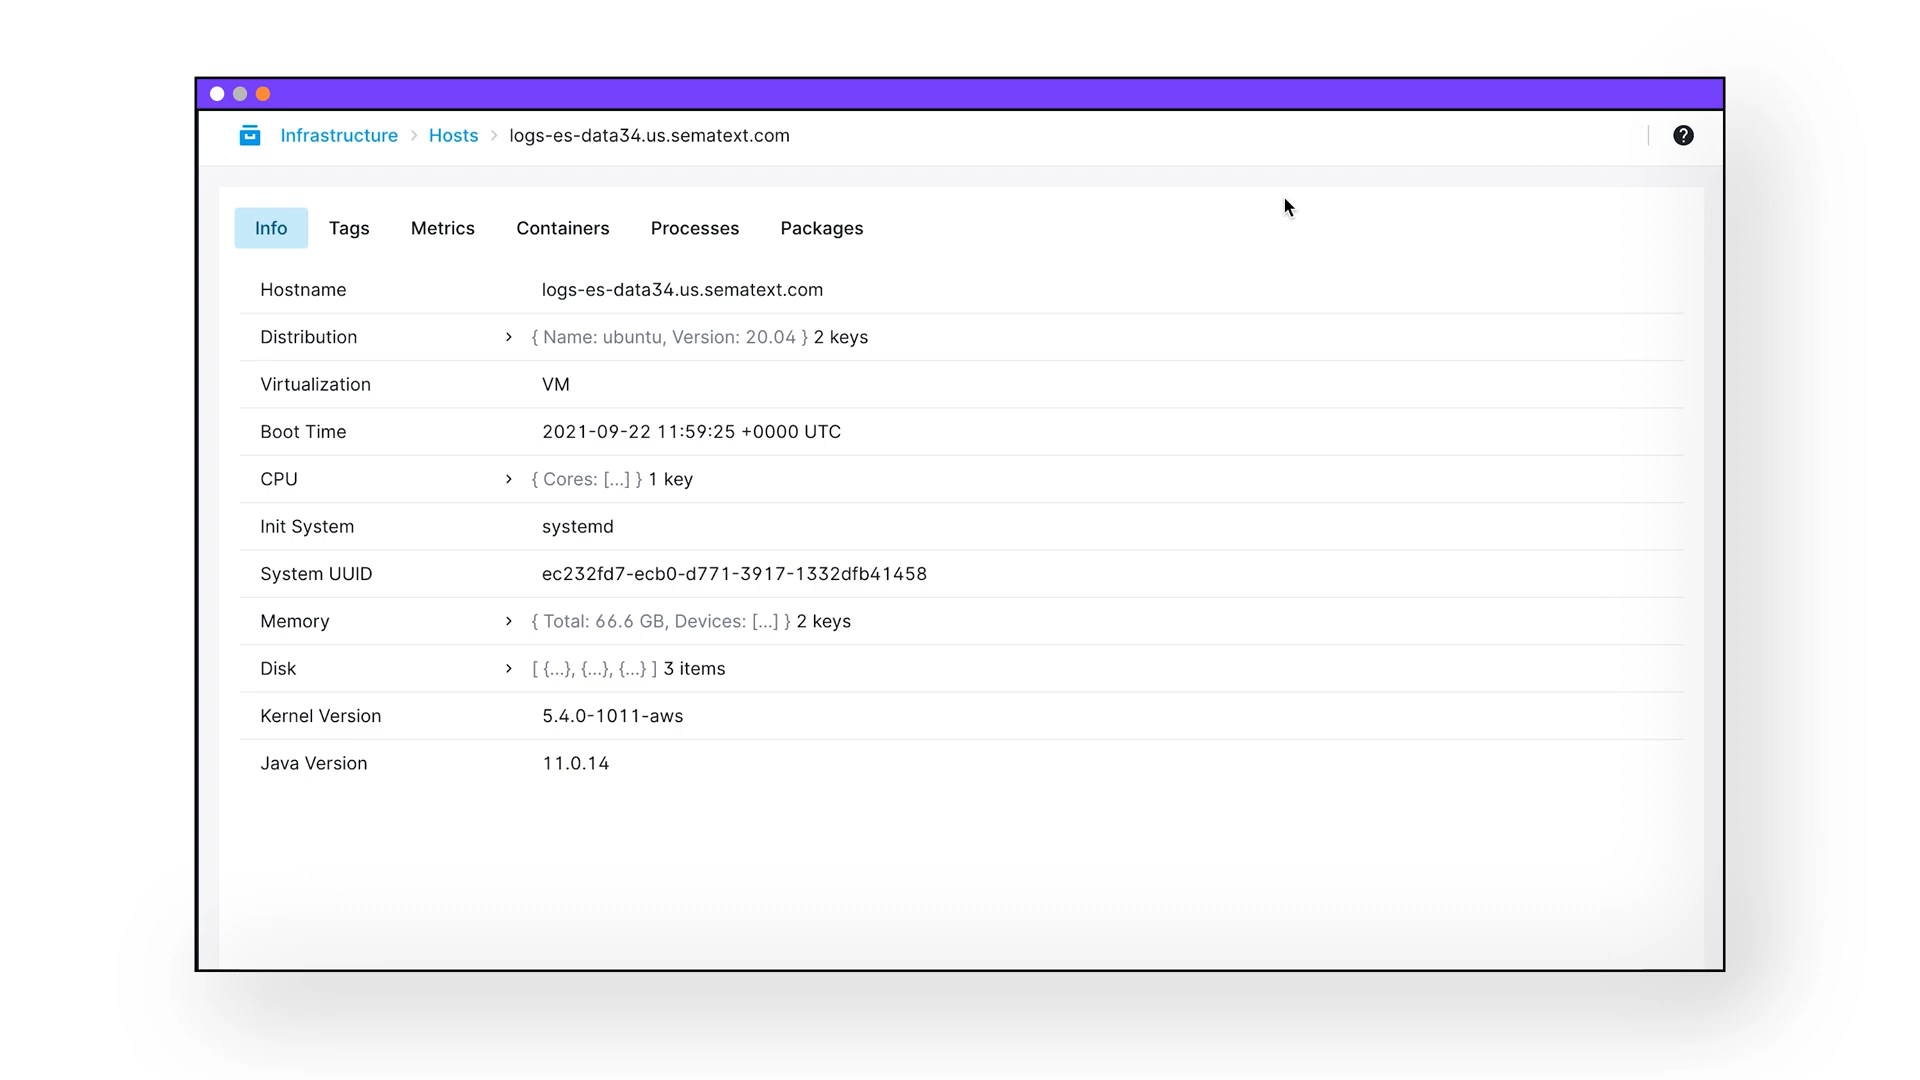 Infrastructure > Hosts > logs-es-data34.us.sematext.com ?
Info Tags Metrics Containers Processes Packages
Hostname logs-es-data34.us.sematext.com
Distribution > { Name: ubuntu, Version: 20.04 } 2 keys
Virtualization VM
Boot Time 2021-09-22 11:59:25 +0000 UTC
CPU > { Cores: [...] } 1 key
Init System systemd
System UUID ec232fd7-ecb0-d771-3917-1332dfb41458
Memory > { Total: 66.6 GB, Devices: [...] } 2 keys
Disk > [ {...}, {...}, {...} ] 3 items
Kernel Version 5.4.0-1011-aws
Java Version 11.0.14